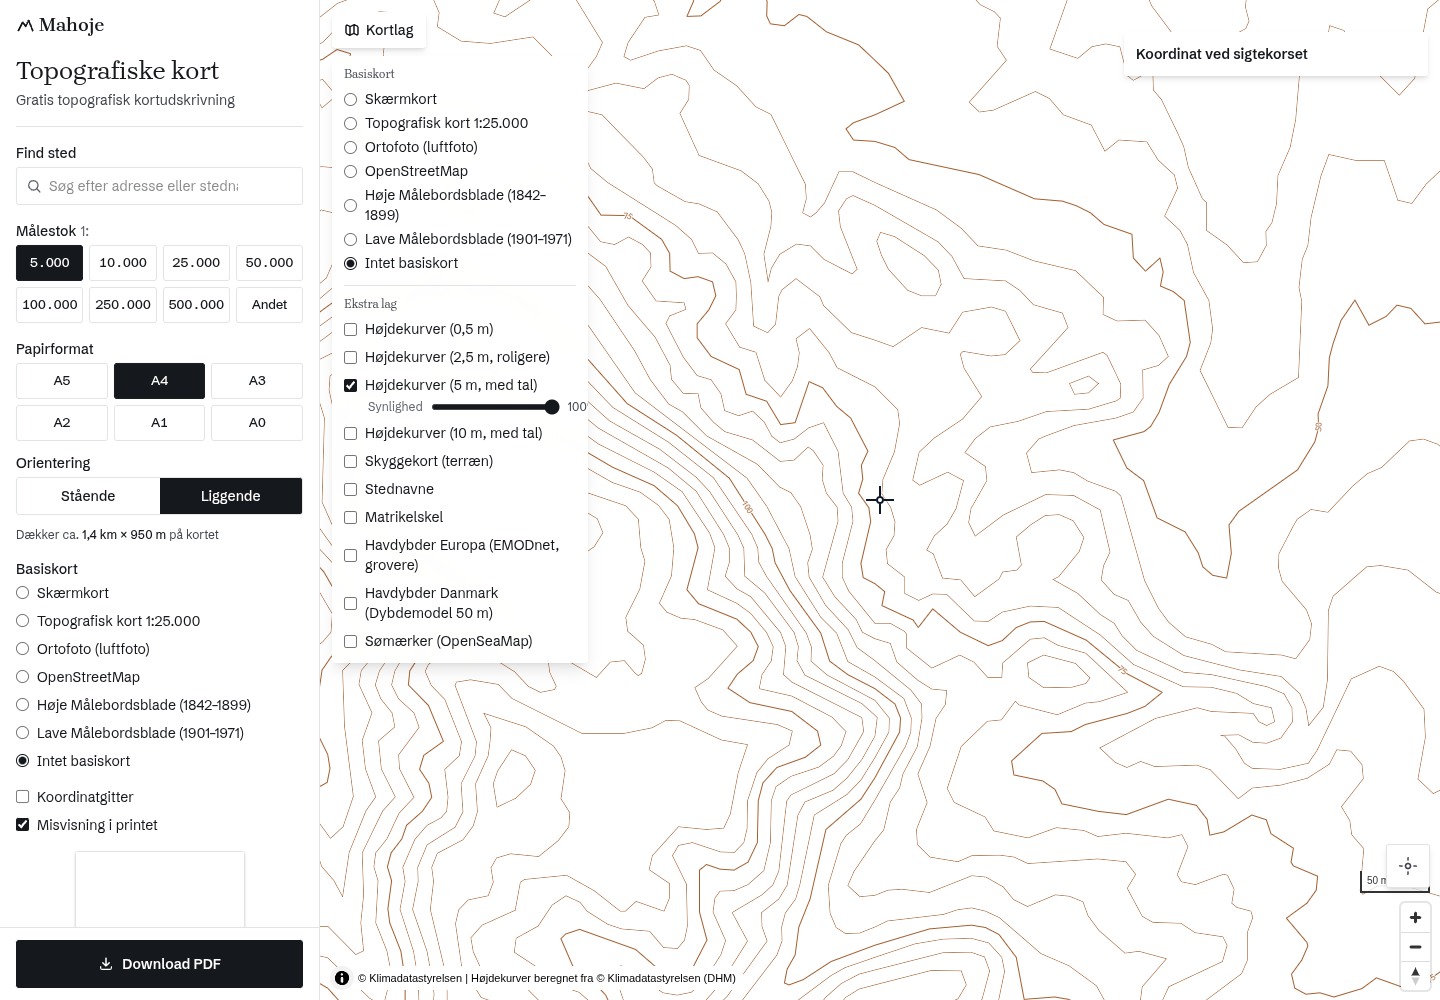 Mahoje
Topografiske kort
Gratis topografisk kortudskrivning
Find sted
Søg efter adresse eller stedn
Målestok 1:
5.000 10.000 25.000 50.000
100.000 250.000 500.000 Andet
Papirformat
A5 A4 A3
A2 A1 A0
Orientering
Stående Liggende
Dækker ca. 1,4 km × 950 m på kortet
Basiskort
Skærmkort
Topografisk kort 1:25.000
Ortofoto (luftfoto)
OpenStreetMap
Høje Målebordsblade (1842–1899)
Lave Målebordsblade (1901–1971)
Intet basiskort
Koordinatgitter
Misvisning i printet
Download PDF
Kortlag
Basiskort
Skærmkort
Topografisk kort 1:25.000
Ortofoto (luftfoto)
OpenStreetMap
Høje Målebordsblade (1842–
1899)
Lave Målebordsblade (1901–1971)
Intet basiskort
Ekstra lag
Højdekurver (0,5 m)
Højdekurver (2,5 m, roligere)
Højdekurver (5 m, med tal)
Synlighed 100
Højdekurver (10 m, med tal)
Skyggekort (terræn)
Stednavne
Matrikelskel
Havdybder Europa (EMODnet,
grovere)
Havdybder Danmark
(Dybdemodel 50 m)
Sømærker (OpenSeaMap)
Koordinat ved sigtekorset
75
50
100
75
50 m
© Klimadatastyrelsen | Højdekurver beregnet fra © Klimadatastyrelsen (DHM)